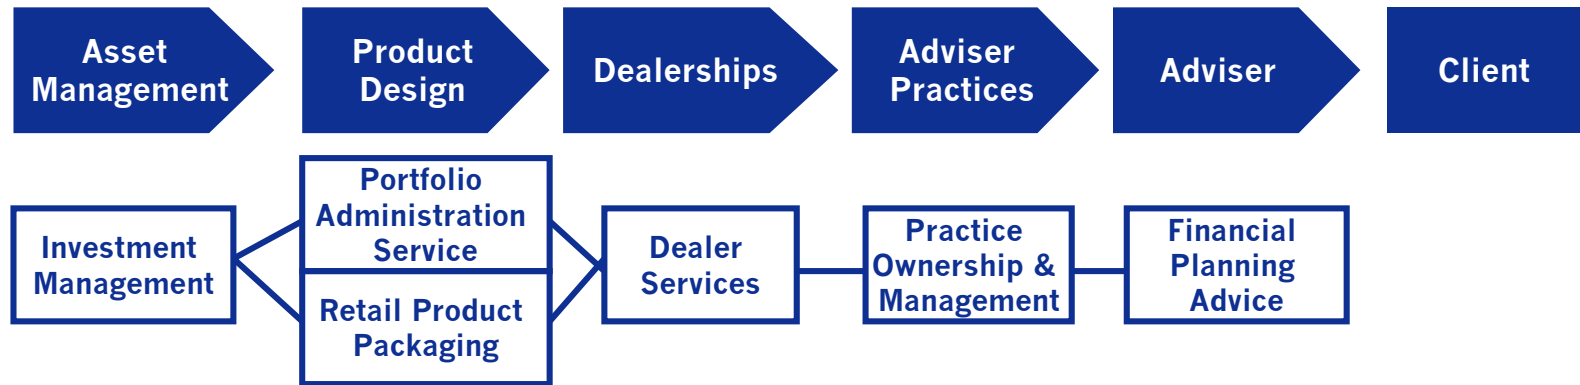 Asset
Management
Product
Design
Dealerships
Adviser
Practices
Adviser
Client
Investment
Management
Portfolio
Administration
Service
Retail Product
Packaging
Dealer
Services
Practice
Ownership &
Management
Financial
Planning
Advice